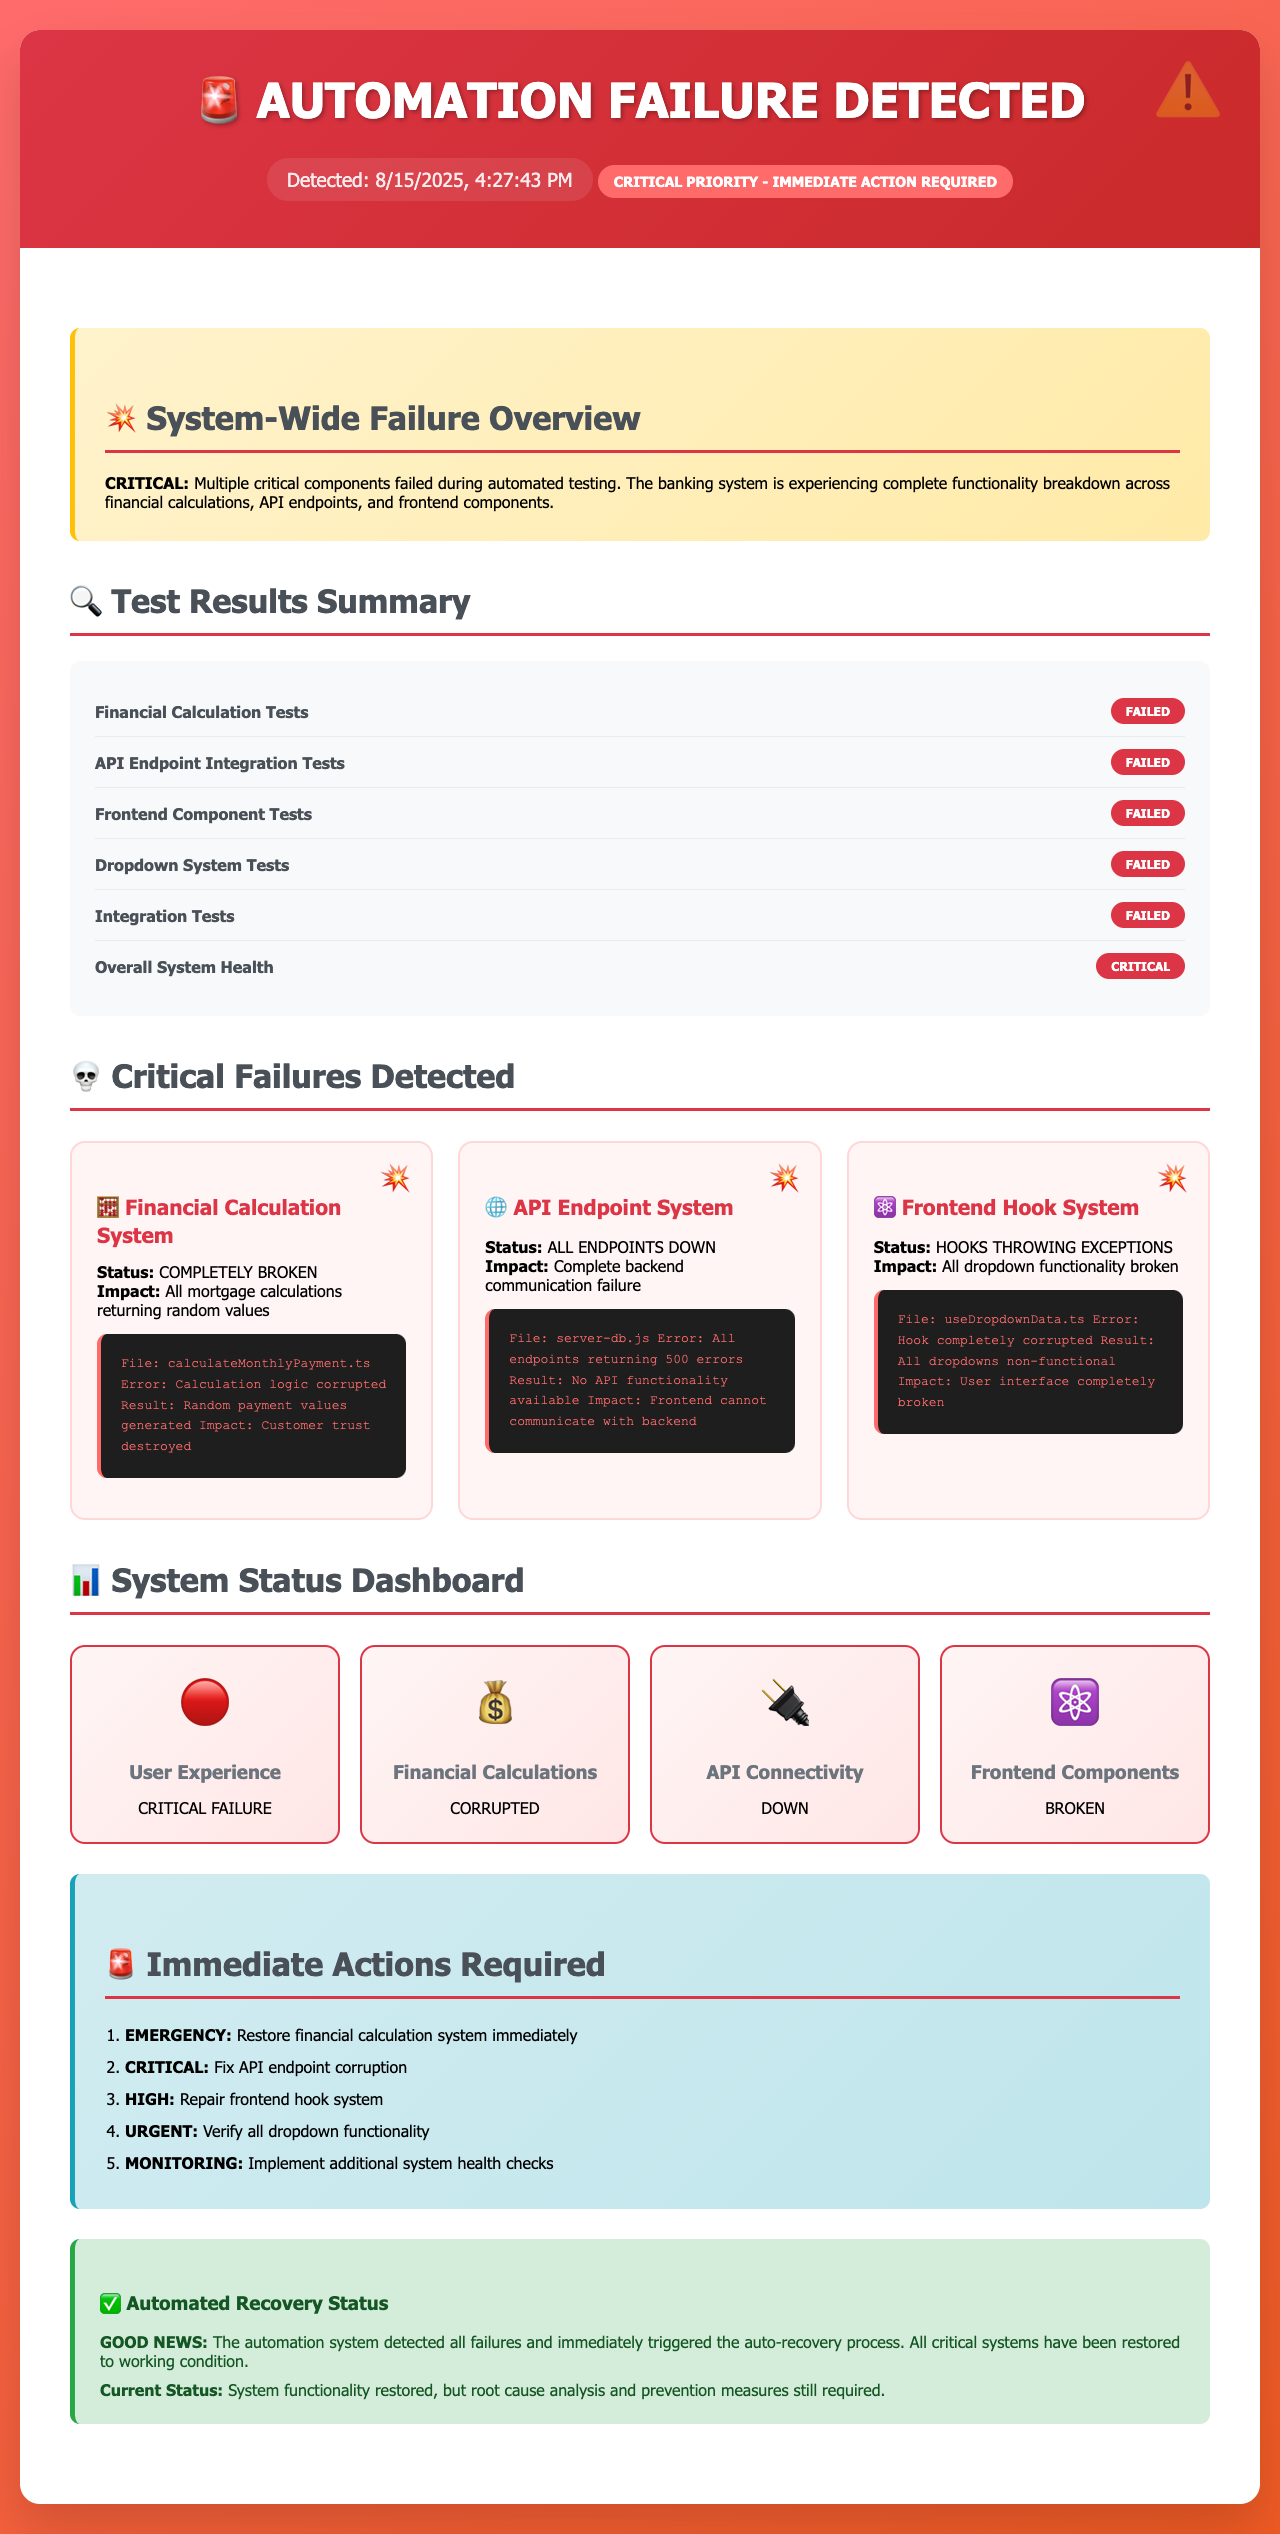 🚨 AUTOMATION FAILURE DETECTED
Detected: 8/15/2025, 4:27:43 PM
CRITICAL PRIORITY - IMMEDIATE ACTION REQUIRED
💥 System-Wide Failure Overview
CRITICAL: Multiple critical components failed during automated testing. The banking system is experiencing complete functionality breakdown across
financial calculations, API endpoints, and frontend components.
🔍 Test Results Summary
Financial Calculation Tests FAILED
API Endpoint Integration Tests FAILED
Frontend Component Tests FAILED
Dropdown System Tests FAILED
Integration Tests FAILED
Overall System Health CRITICAL
💀 Critical Failures Detected
🧮 Financial Calculation
System
Status: COMPLETELY BROKEN
Impact: All mortgage calculations
returning random values
File: calculateMonthlyPayment.ts
Error: Calculation logic corrupted
Result: Random payment values
generated Impact: Customer trust
destroyed
🌐 API Endpoint System
Status: ALL ENDPOINTS DOWN
Impact: Complete backend
communication failure
File: server-db.js Error: All
endpoints returning 500 errors
Result: No API functionality
available Impact: Frontend cannot
communicate with backend
⚛️ Frontend Hook System
Status: HOOKS THROWING EXCEPTIONS
Impact: All dropdown functionality broken
File: useDropdownData.ts Error:
Hook completely corrupted Result:
All dropdowns non-functional
Impact: User interface completely
broken
📊 System Status Dashboard
User Experience
CRITICAL FAILURE
Financial Calculations
CORRUPTED
API Connectivity
DOWN
Frontend Components
BROKEN
🚨 Immediate Actions Required
1. EMERGENCY: Restore financial calculation system immediately
2. CRITICAL: Fix API endpoint corruption
3. HIGH: Repair frontend hook system
4. URGENT: Verify all dropdown functionality
5. MONITORING: Implement additional system health checks
✅ Automated Recovery Status
GOOD NEWS: The automation system detected all failures and immediately triggered the auto-recovery process. All critical systems have been restored
to working condition.
Current Status: System functionality restored, but root cause analysis and prevention measures still required.